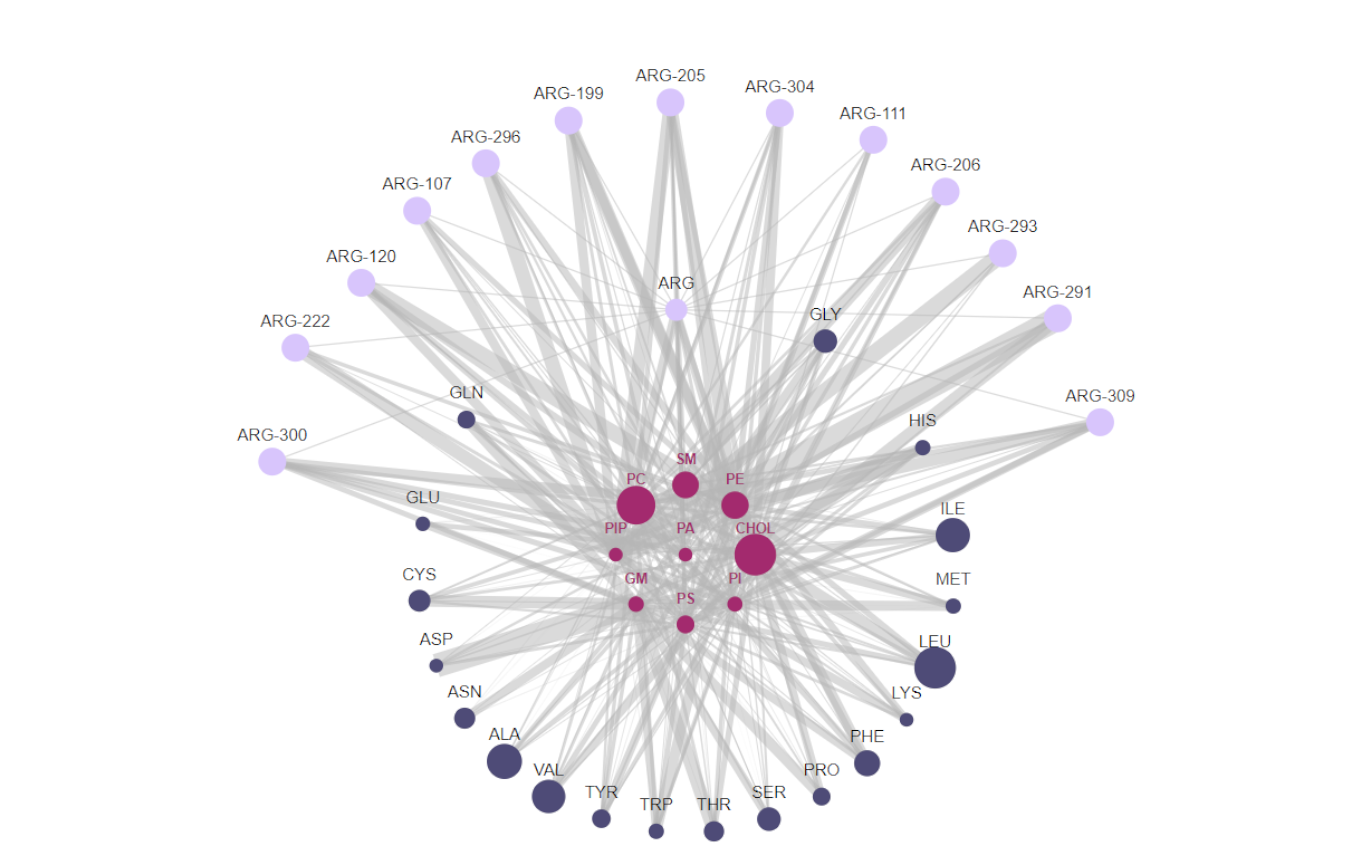 ARG-205
ARG-304
ARG-199
ARG-111
ARG-296
ARG-206
ARG-107
ARG-293
ARG-120
ARG
ARG-291
GLY
ARG-222
GLN
ARG-309
HIS
ARG-300
SM
PC
PE
GLU
ILE
PIP
PA
CHOL
CYS
GM
PI
MET
PS
ASP
LEU
ASN
LYS
ALA
PHE
VAL
PRO
TYR
SER
TRP
THR